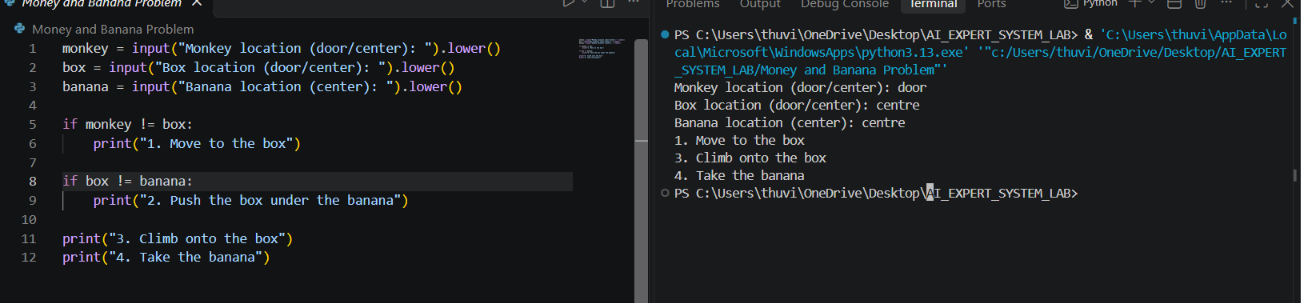 Money and Banana Problem
Money and Banana Problem
1 monkey = input("Monkey location (door/center): ").lower()
2 box = input("Box location (door/center): ").lower()
3 banana = input("Banana location (center): ").lower()
4
5 if monkey != box:
6     print("1. Move to the box")
7
8 if box != banana:
9     print("2. Push the box under the banana")
10
11 print("3. Climb onto the box")
12 print("4. Take the banana")
Problems Output Debug Console Terminal Ports Python
PS C:\Users\thuvi\OneDrive\Desktop\AI_EXPERT_SYSTEM_LAB> & 'C:\Users\thuvi\AppData\Lo
cal\Microsoft\WindowsApps\python3.13.exe' '"c:/Users/thuvi/OneDrive/Desktop/AI_EXPERT
_SYSTEM_LAB/Money and Banana Problem"'
Monkey location (door/center): door
Box location (door/center): centre
Banana location (center): centre
1. Move to the box
3. Climb onto the box
4. Take the banana
PS C:\Users\thuvi\OneDrive\Desktop\AI_EXPERT_SYSTEM_LAB>